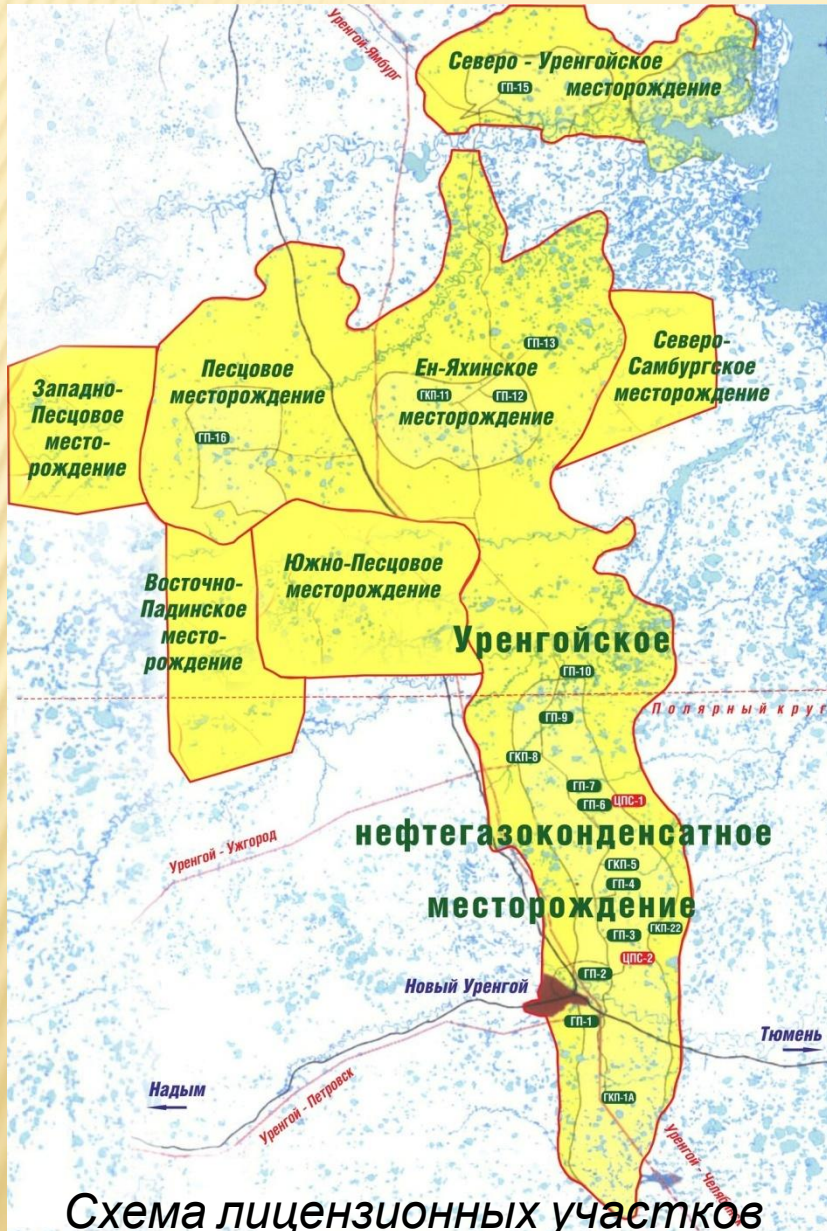 Уренгой-Ямбург
Северо - Уренгойское
месторождение
ГП-15
ГП-13
Песцовое
месторождение
Ен-Яхинское
месторождение
ГКП-11
ГП-12
Северо-
Самбургское
месторождение
Западно-
Песцовое
место-
рождение
ГП-16
Южно-Песцовое
месторождение
Восточно-
Падинское
место-
рождение
Уренгойское
ГП-10
Полярный круг
ГП-9
ГКП-8
ГП-7
ГП-6
ЦПС-1
Уренгой-Ужгород
нефтегазоконденсатное
ГКП-5
ГП-4
месторождение
ГКП-22
ГП-3
ЦПС-2
ГП-2
Новый Уренгой
ГП-1
Тюмень
Надым
Уренгой - Петровск
ГКП-1А
Уренгой -
Схема лицензионных участков